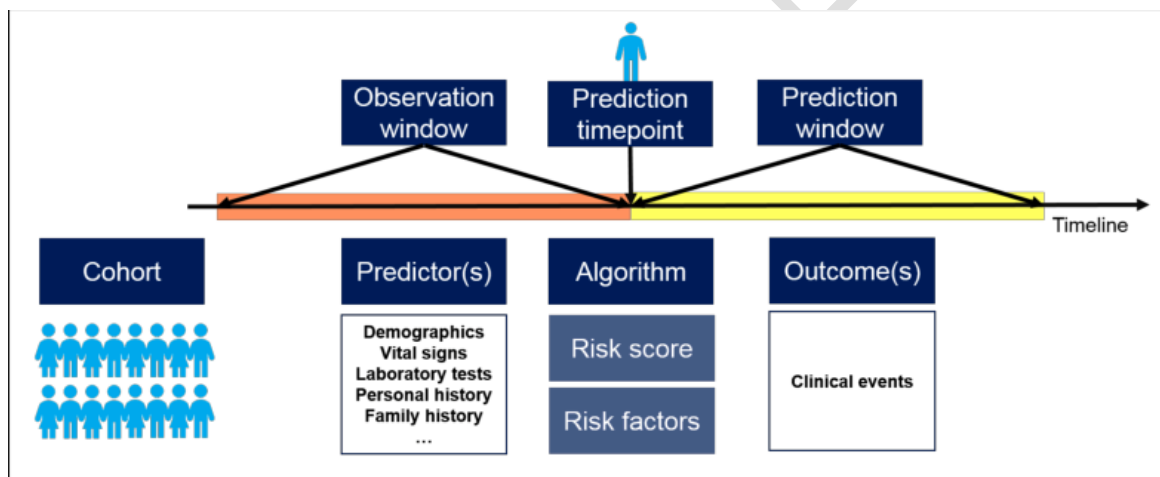 Observation
window
Prediction
timepoint
Prediction
window
Timeline
Cohort
Predictor(s)
Algorithm
Outcome(s)
Demographics
Vital signs
Laboratory tests
Personal history
Family history
...
Risk score
Risk factors
Clinical events